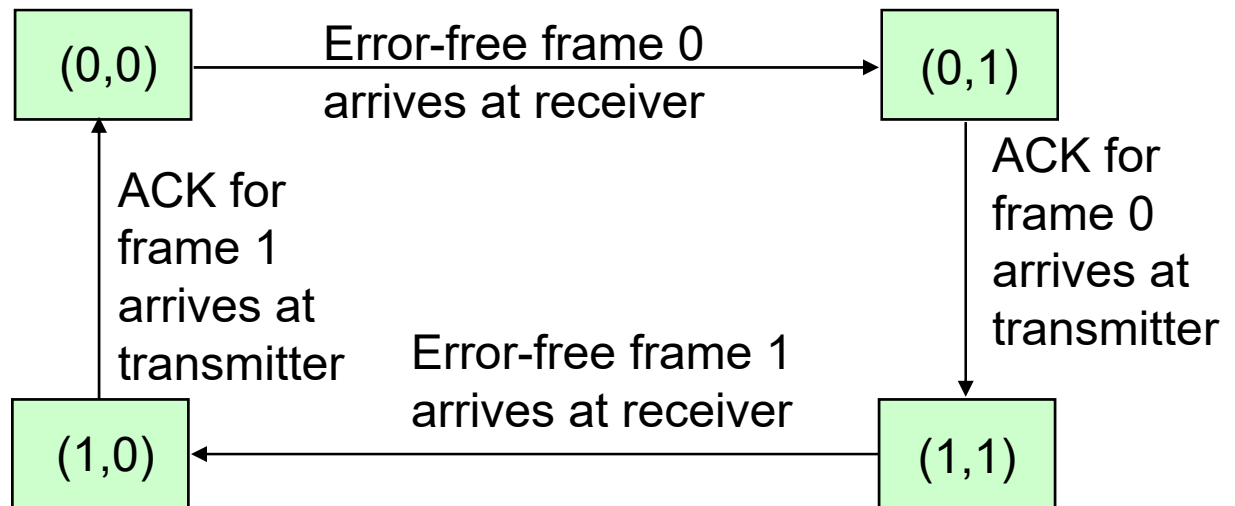 (0,0)
Error-free frame 0
arrives at receiver
(0,1)
ACK for
frame 1
arrives at
transmitter
ACK for
frame 0
arrives at
transmitter
Error-free frame 1
arrives at receiver
(1,0)
(1,1)